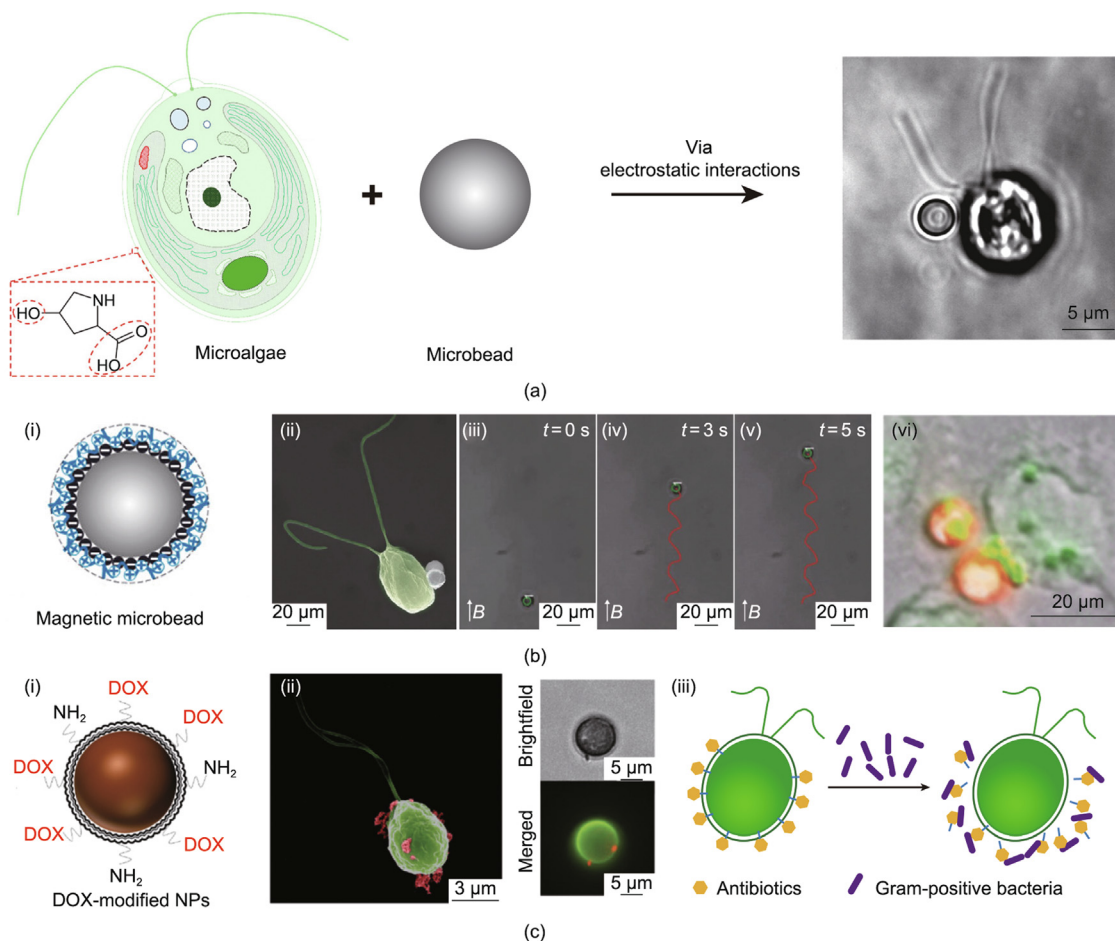 Via
electrostatic interactions
HO
NH
O
HO
Microalgae
Microbead
5 μm
(a)
(i)
Magnetic microbead
(ii)
20 μm
(iii)
t = 0 s
B
20 μm
(iv)
t = 3 s
B
20 μm
(v)
t = 5 s
B
20 μm
(vi)
20 μm
(b)
(i)
DOX
NH2
DOX
DOX
NH2
DOX
DOX
NH2
DOX-modified NPs
(ii)
3 μm
Brightfield
5 μm
Merged
5 μm
(iii)
Antibiotics
Gram-positive bacteria
(c)